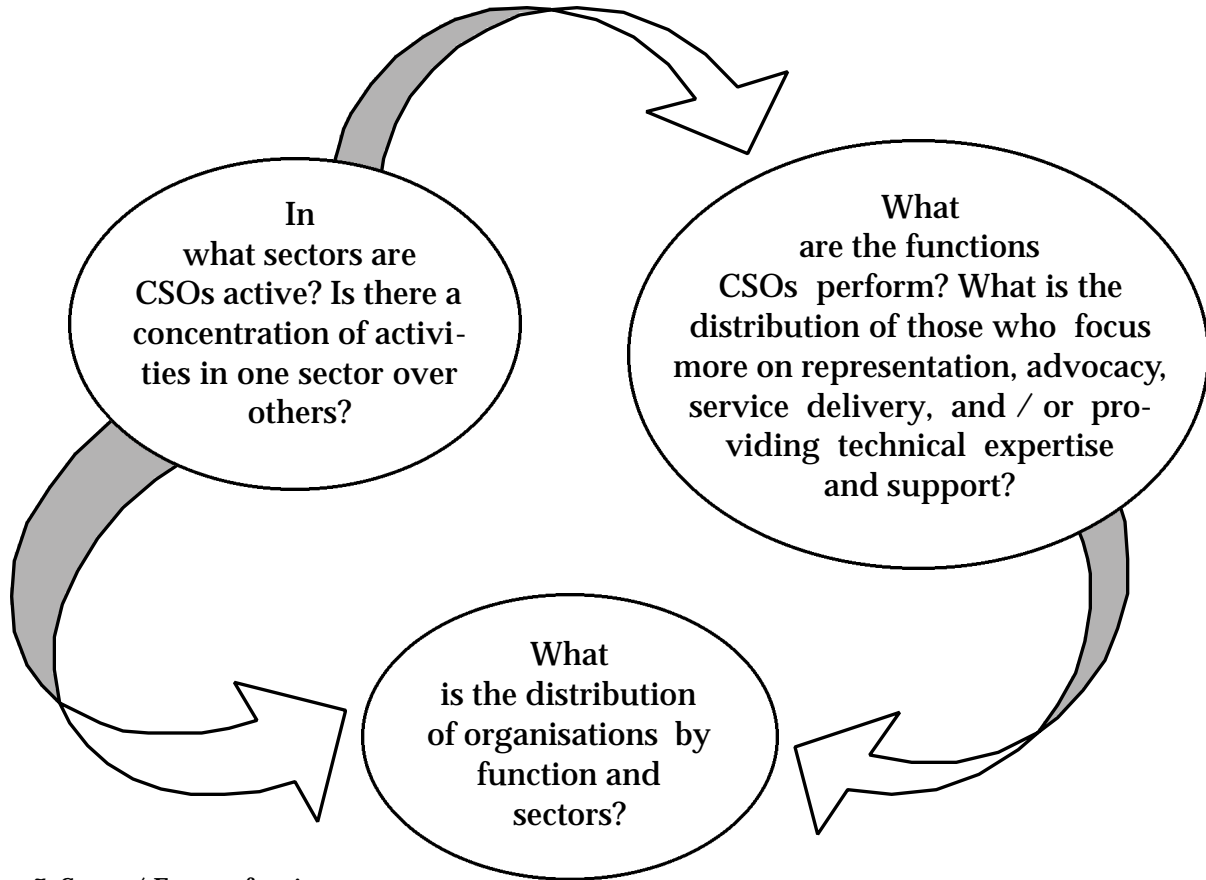 In
what sectors are
CSOs active? Is there a
concentration of activi-
ties in one sector over
others?
What
are the functions
CSOs perform? What is the
distribution of those who focus
more on representation, advocacy,
service delivery, and / or pro-
viding technical expertise
and support?
What
is the distribution
of organisations by
function and
sectors?